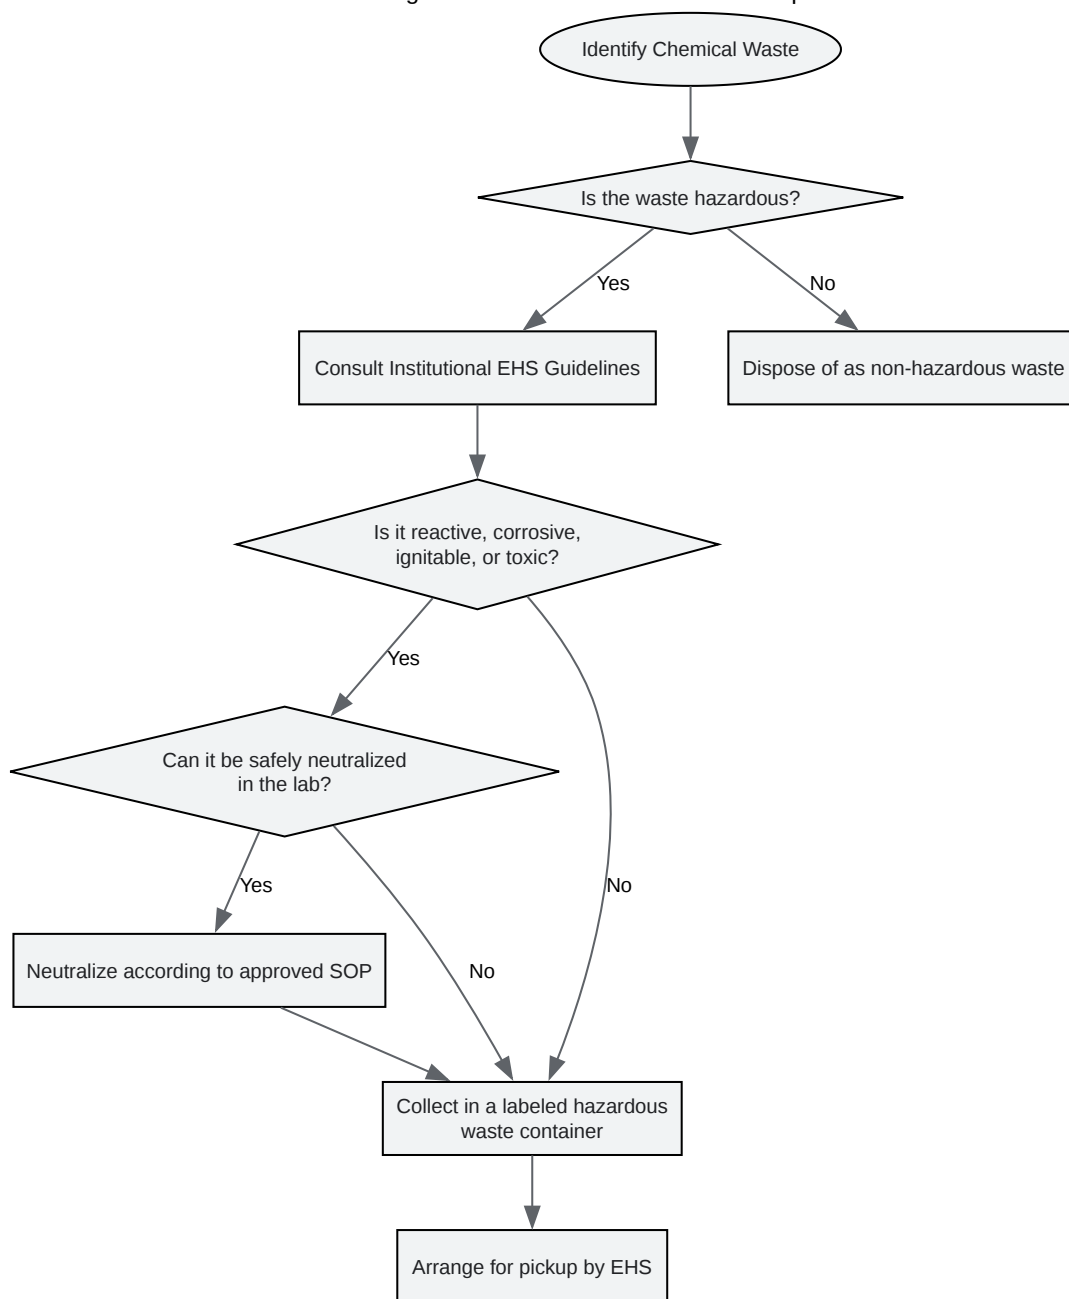 Identify Chemical Waste
Is the waste hazardous?
Yes
No
Consult Institutional EHS Guidelines
Dispose of as non-hazardous waste
Is it reactive, corrosive,
ignitable, or toxic?
Yes
Can it be safely neutralized
in the lab?
Yes
No
Neutralize according to approved SOP
No
Collect in a labeled hazardous
waste container
Arrange for pickup by EHS